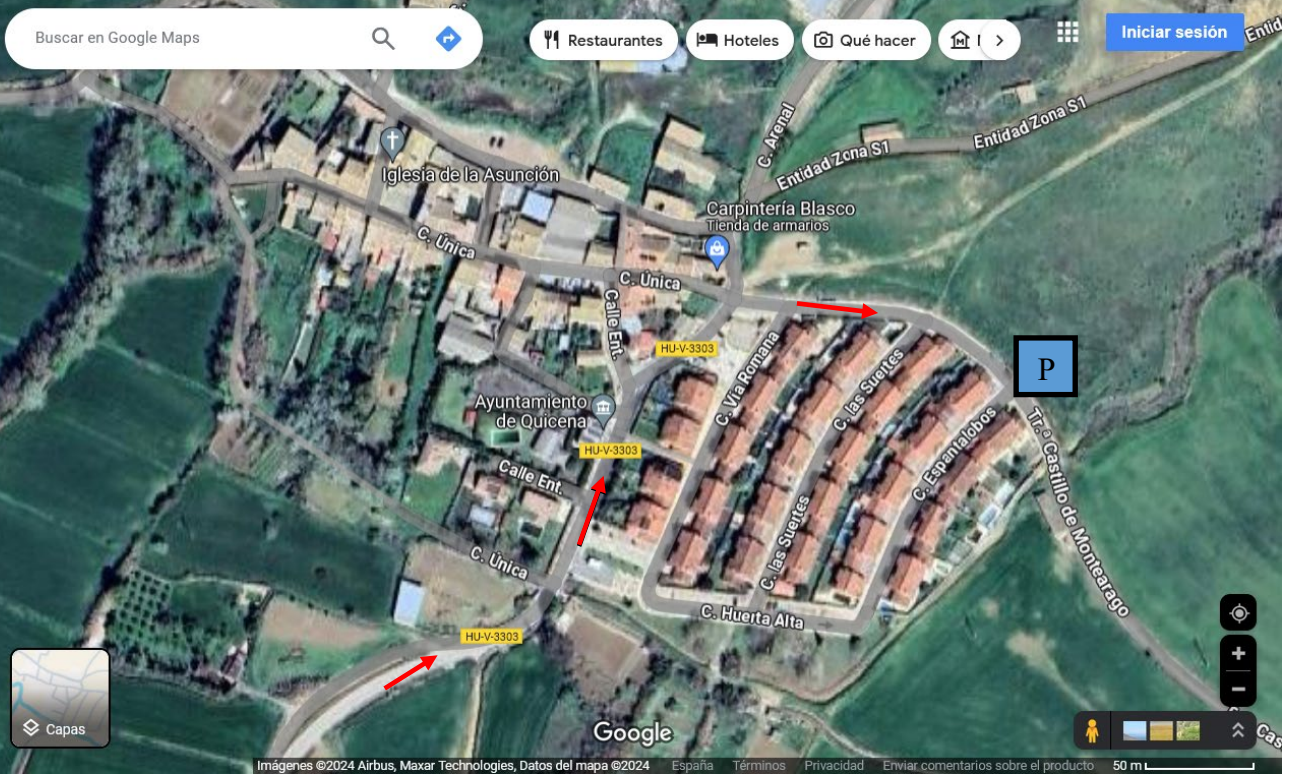 Buscar en Google Maps
Restaurantes
Hoteles
Qué hacer
Iniciar sesión
Entid
C. Arenal
Entidad Zona S1
Entidad Zona S1
Iglesia de la Asunción
Carpintería Blasco
Tienda de armarios
C. Única
C. Única
Calle Ent.
HU-V-3303
C. Vía Romana
C. las Suertes
P
Ayuntamiento
de Quicena
HU-V-3303
Calle Ent.
C. Espantalobos
Tr.ª Castillo de Montearago
C. las Suertes
C. Única
C. Huerta Alta
HU-V-3303
Capas
Google
Cas
Imágenes ©2024 Airbus, Maxar Technologies, Datos del mapa ©2024 España Términos Privacidad Enviar comentarios sobre el producto 50 m